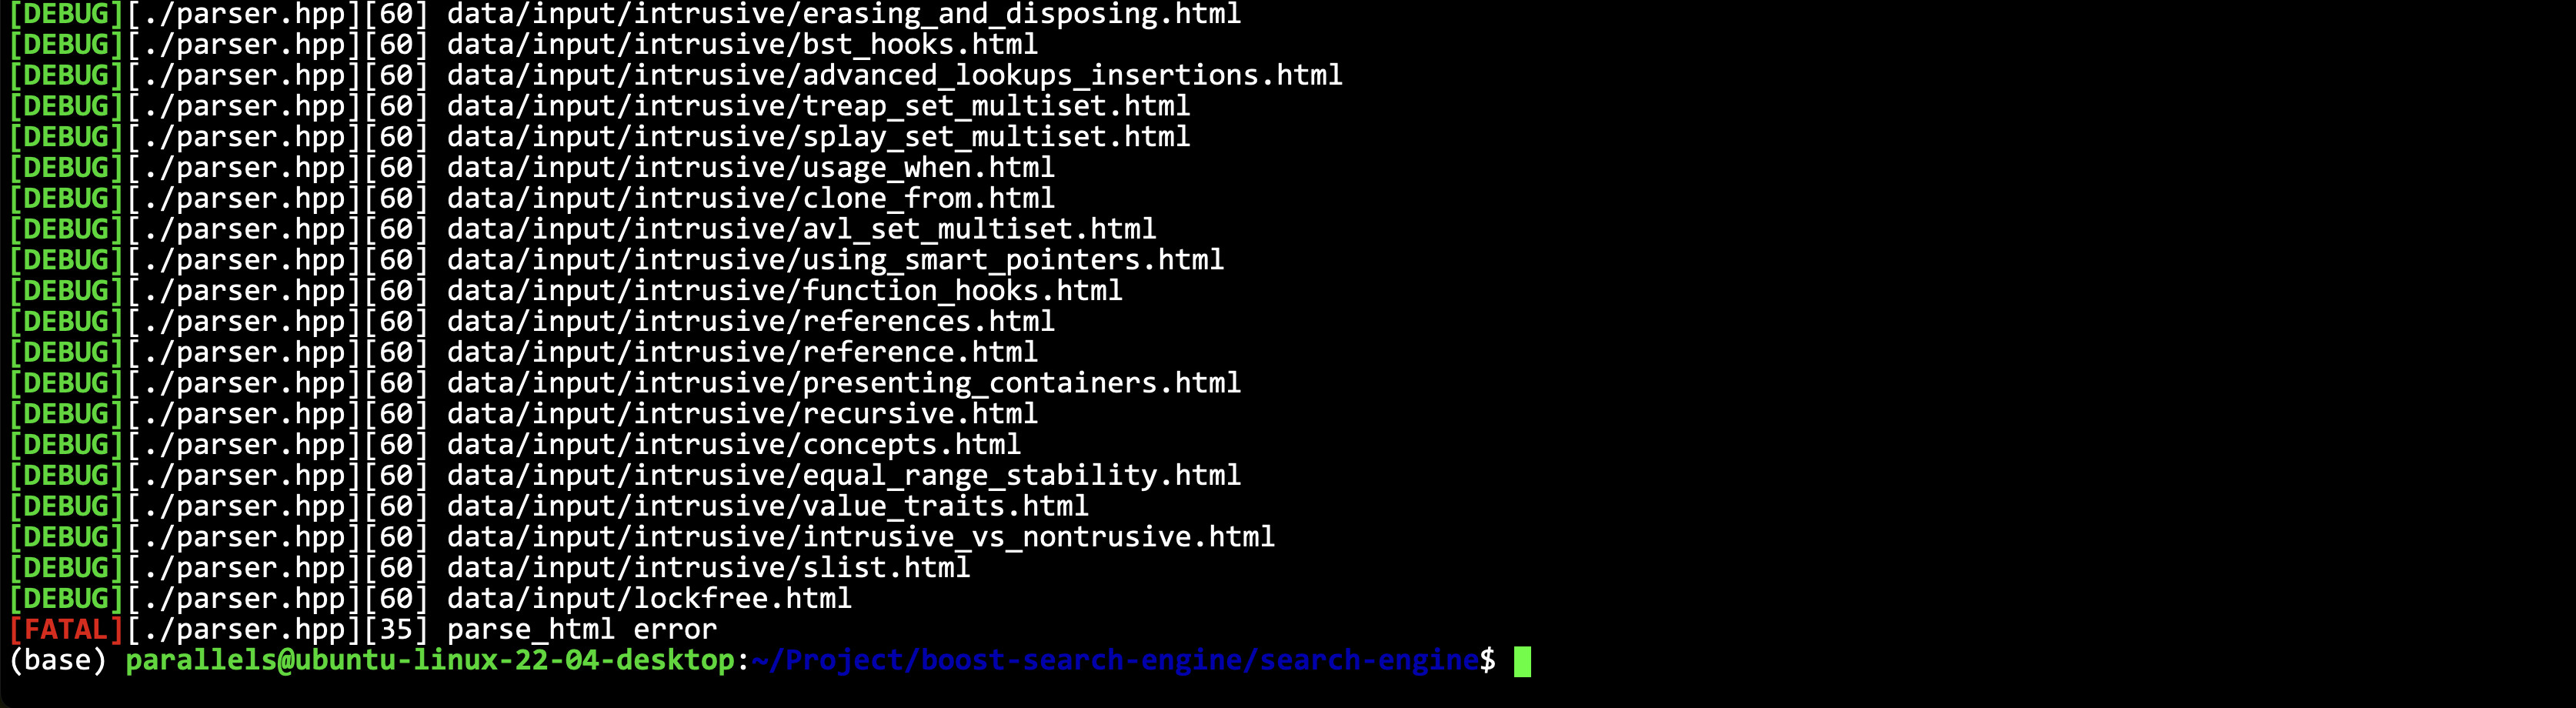 [DEBUG][./parser.hpp][60] data/input/intrusive/erasing_and_disposing.html
[DEBUG][./parser.hpp][60] data/input/intrusive/bst_hooks.html
[DEBUG][./parser.hpp][60] data/input/intrusive/advanced_lookups_insertions.html
[DEBUG][./parser.hpp][60] data/input/intrusive/treap_set_multiset.html
[DEBUG][./parser.hpp][60] data/input/intrusive/splay_set_multiset.html
[DEBUG][./parser.hpp][60] data/input/intrusive/usage_when.html
[DEBUG][./parser.hpp][60] data/input/intrusive/clone_from.html
[DEBUG][./parser.hpp][60] data/input/intrusive/avl_set_multiset.html
[DEBUG][./parser.hpp][60] data/input/intrusive/using_smart_pointers.html
[DEBUG][./parser.hpp][60] data/input/intrusive/function_hooks.html
[DEBUG][./parser.hpp][60] data/input/intrusive/references.html
[DEBUG][./parser.hpp][60] data/input/intrusive/reference.html
[DEBUG][./parser.hpp][60] data/input/intrusive/presenting_containers.html
[DEBUG][./parser.hpp][60] data/input/intrusive/recursive.html
[DEBUG][./parser.hpp][60] data/input/intrusive/concepts.html
[DEBUG][./parser.hpp][60] data/input/intrusive/equal_range_stability.html
[DEBUG][./parser.hpp][60] data/input/intrusive/value_traits.html
[DEBUG][./parser.hpp][60] data/input/intrusive/intrusive_vs_nontrusive.html
[DEBUG][./parser.hpp][60] data/input/intrusive/slist.html
[DEBUG][./parser.hpp][60] data/input/lockfree.html
[FATAL][./parser.hpp][35] parse_html error
(base) parallels@ubuntu-linux-22-04-desktop:~/Project/boost-search-engine/search-engine$